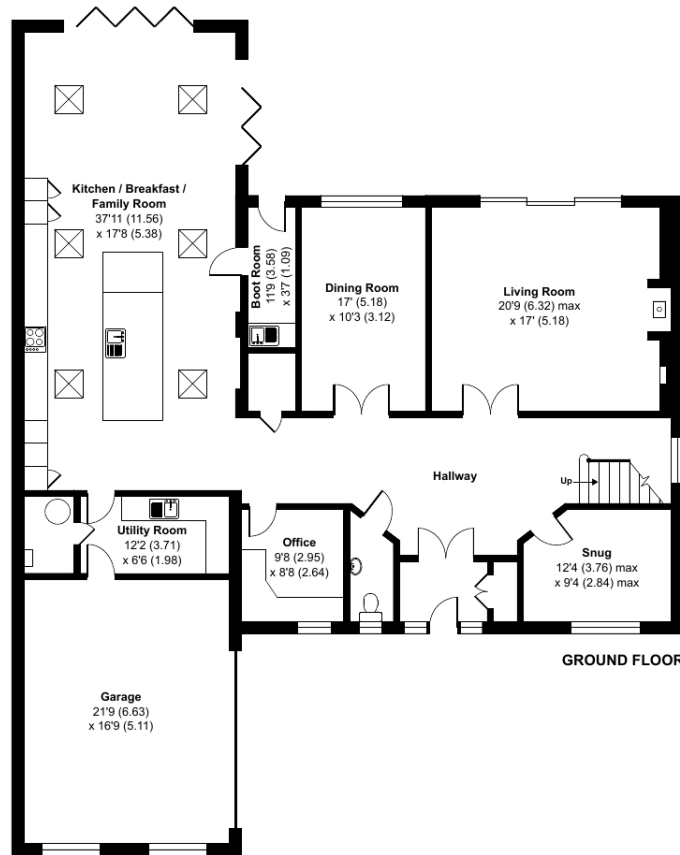 Kitchen / Breakfast /
Family Room
37'11 (11.56)
x 17'8 (5.38)
Boot Room
11'9 (3.58)
x 3'7 (1.09)
Dining Room
17' (5.18)
x 10'3 (3.12)
Living Room
20'9 (6.32) max
x 17' (5.18)
Hallway
Up
Utility Room
12'2 (3.71)
x 6'6 (1.98)
Office
9'8 (2.95)
x 8'8 (2.64)
Snug
12'4 (3.76) max
x 9'4 (2.84) max
GROUND FLOOR
Garage
21'9 (6.63)
x 16'9 (5.11)